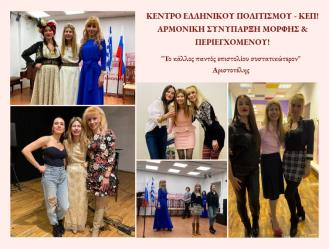 ΚΕΝΤΡΟ ΕΛΛΗΝΙΚΟΥ ΠΟΛΙΤΙΣΜΟΥ - ΚΕΠ!
ΑΡΜΟΝΙΚΗ ΣΥΝΥΠΑΡΞΗ ΜΟΡΦΗΣ &
ΠΕΡΙΕΧΟΜΕΝΟΥ!
"Το κάλλος παντός επιστολίου συστατικώτερον"
Αριστοτέλης